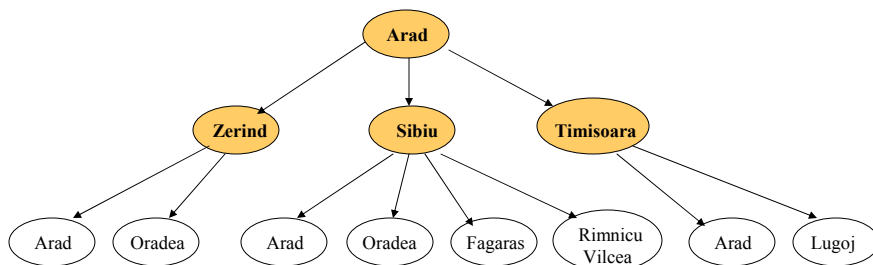 Arad
Zerind
Sibiu
Timisoara
Arad
Oradea
Arad
Oradea
Fagaras
Rimnicu
Vilcea
Arad
Lugoj